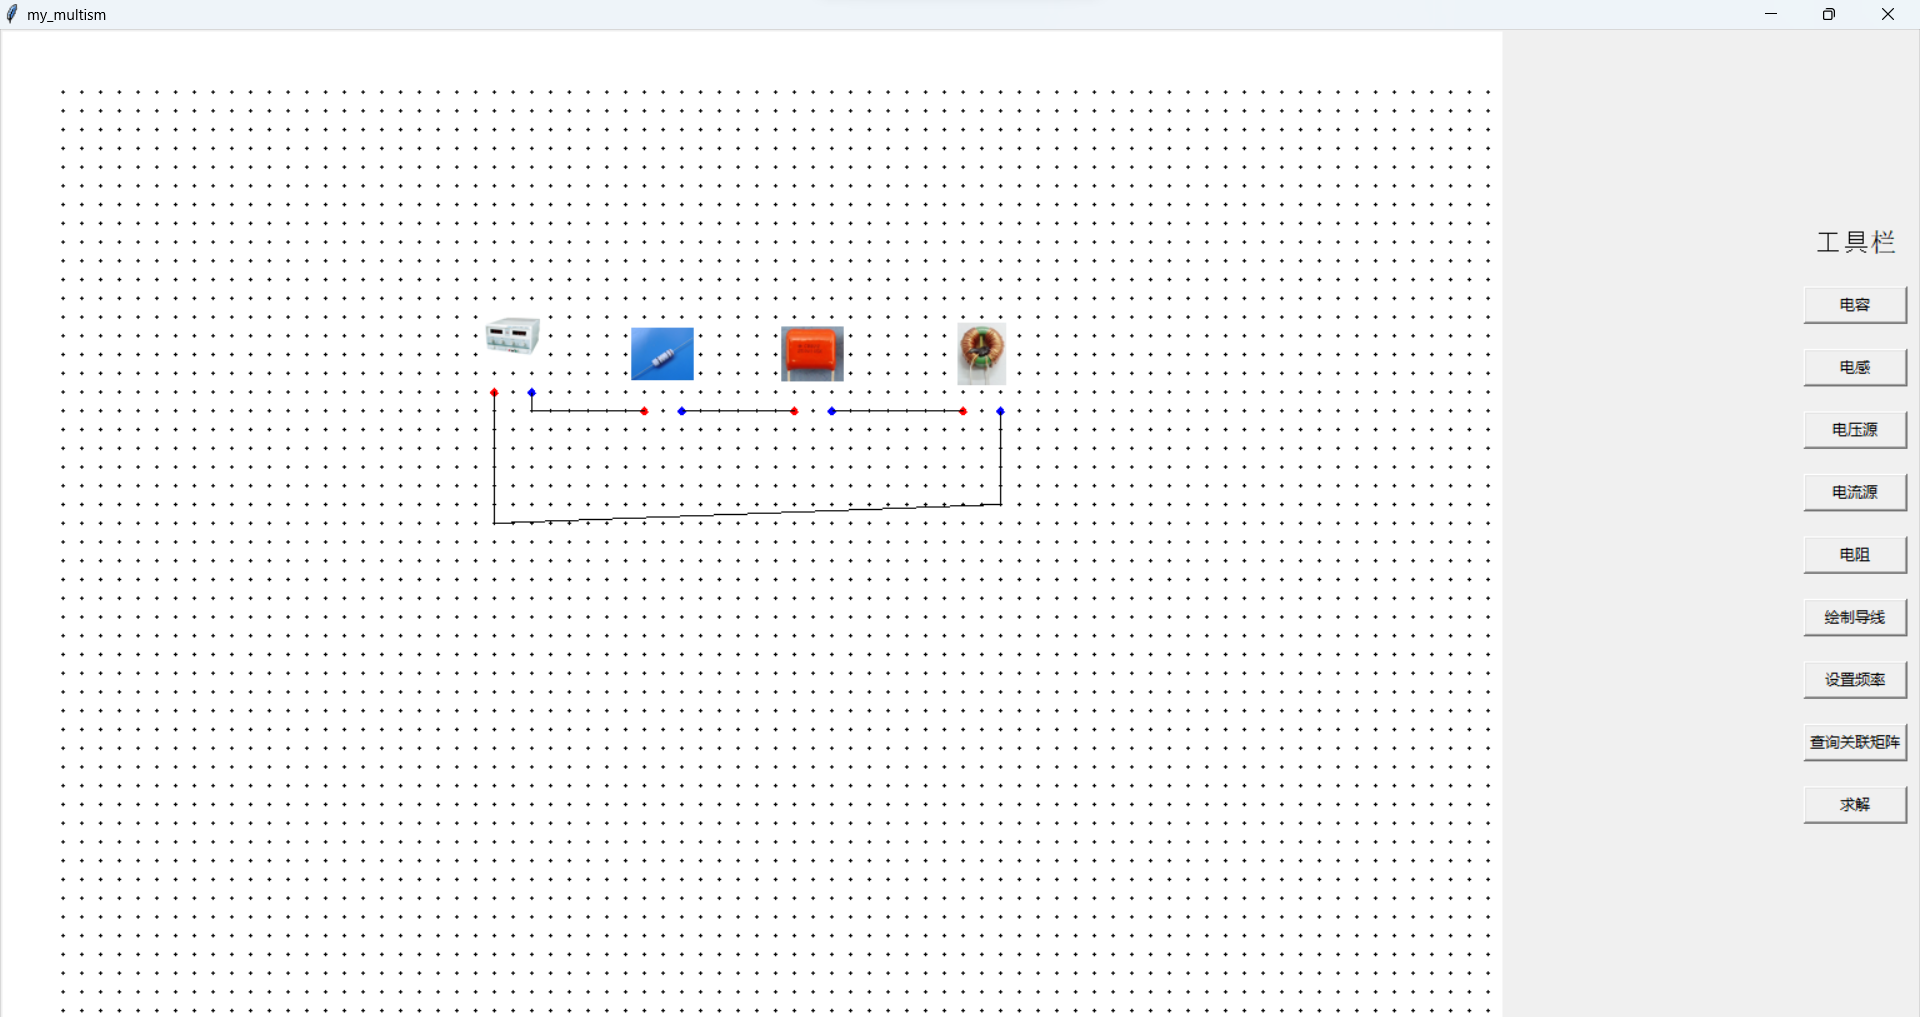 my_multism
工具栏
电容
电感
电压源
电流源
电阻
绘制导线
设置频率
查询关联矩阵
求解